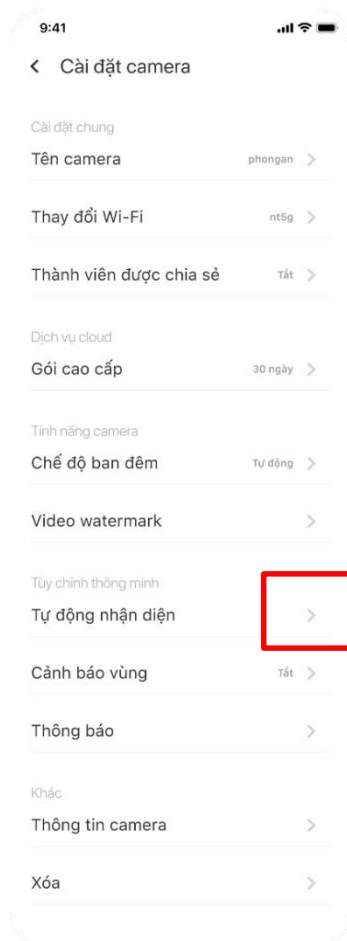 9:41
Cài đặt camera
Cài đặt chung
Tên camera phongan
Thay đổi Wi-Fi nt5g
Thành viên được chia sẻ Tắt
Dịch vụ cloud
Gói cao cấp 30 ngày
Tính năng camera
Chế độ ban đêm Tự động
Video watermark
Tùy chỉnh thông minh
Tự động nhận diện
Cảnh báo vùng Tắt
Thông báo
Khác
Thông tin camera
Xóa